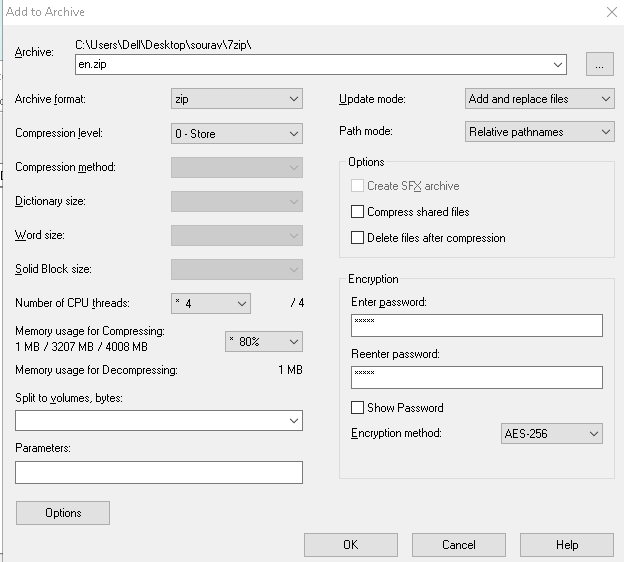 Add to Archive
Archive:
C:\Users\Dell\Desktop\sourav\7zip\
en.zip
...
Archive format:
zip
Compression level:
0 - Store
Compression method:
Dictionary size:
Word size:
Solid Block size:
Number of CPU threads:
* 4
/ 4
Memory usage for Compressing:
1 MB / 3207 MB / 4008 MB
* 80%
Memory usage for Decompressing:
1 MB
Split to volumes, bytes:
Parameters:
Options
Update mode:
Add and replace files
Path mode:
Relative pathnames
Options
Create SFX archive
Compress shared files
Delete files after compression
Encryption
Enter password:
*****
Reenter password:
*****
Show Password
Encryption method:
AES-256
OK
Cancel
Help